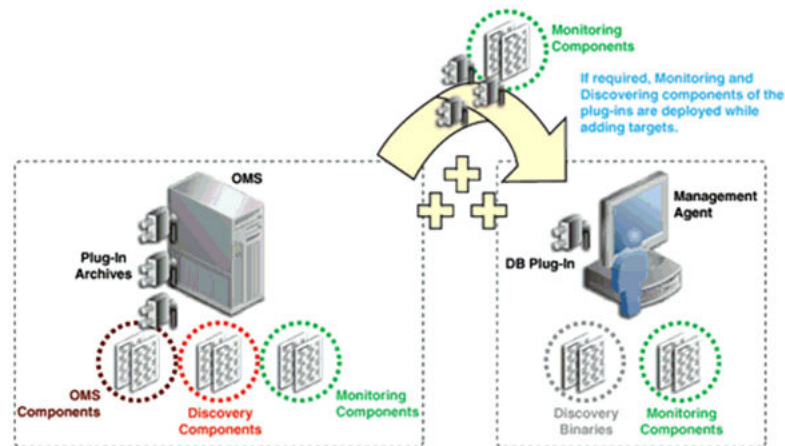 Monitoring
Components
If required, Monitoring and
Discovering components of the
plug-ins are deployed while
adding targets.
OMS
Plug-In
Archives
Management
Agent
DB Plug-In
OMS
Components
Discovery
Components
Monitoring
Components
Discovery
Binaries
Monitoring
Components